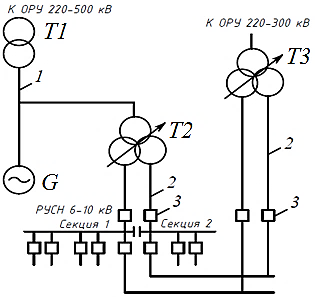 К ОРУ 220-500 кВ
Т1
К ОРУ 220-300 кВ
Т3
1
Т2
2
G
2
3
3
РУСН 6-10 кВ
Секция 1
Секция 2